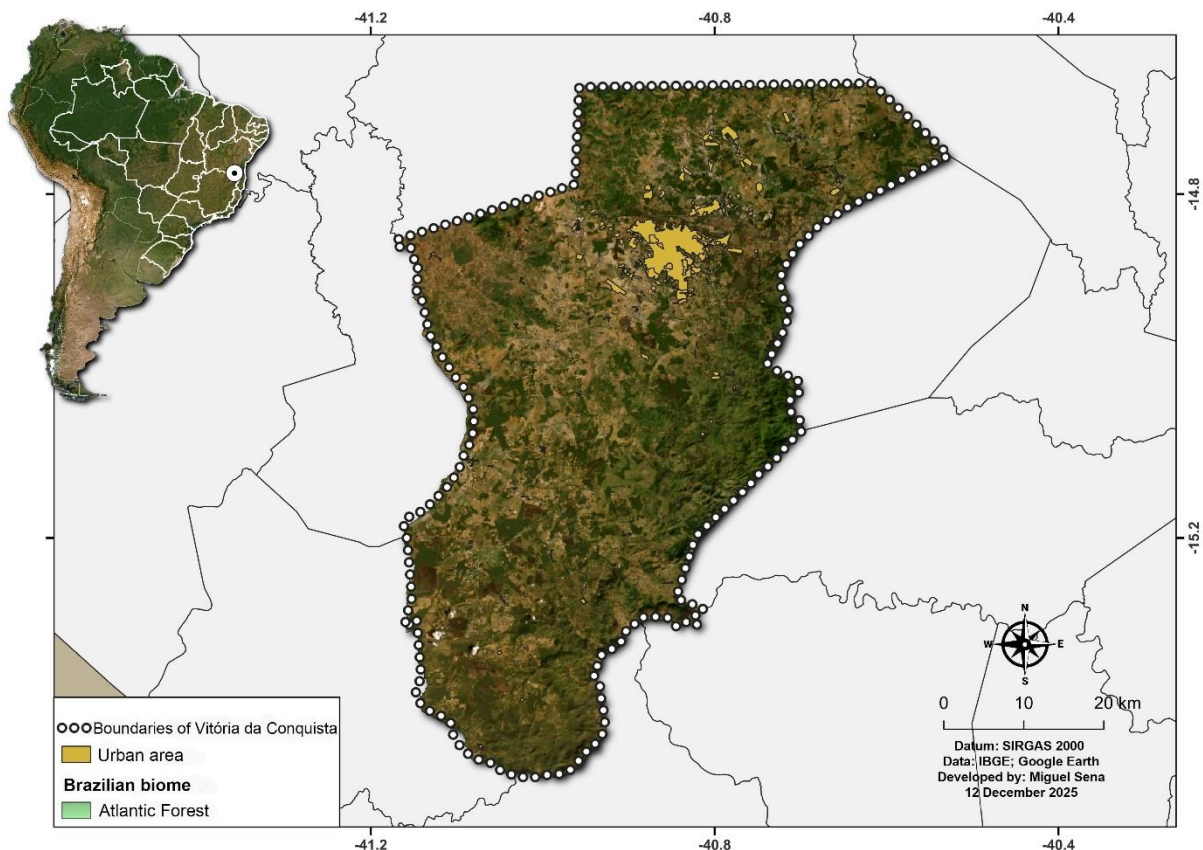 -41.2
-40.8
-40.4
-14.8
-15.2
N
W
E
S
0 10 20 km
Boundaries of Vitória da Conquista
Urban area
Brazilian biome
Atlantic Forest
Datum: SIRGAS 2000
Data: IBGE; Google Earth
Developed by: Miguel Sena
12 December 2025
-41.2
-40.8
-40.4